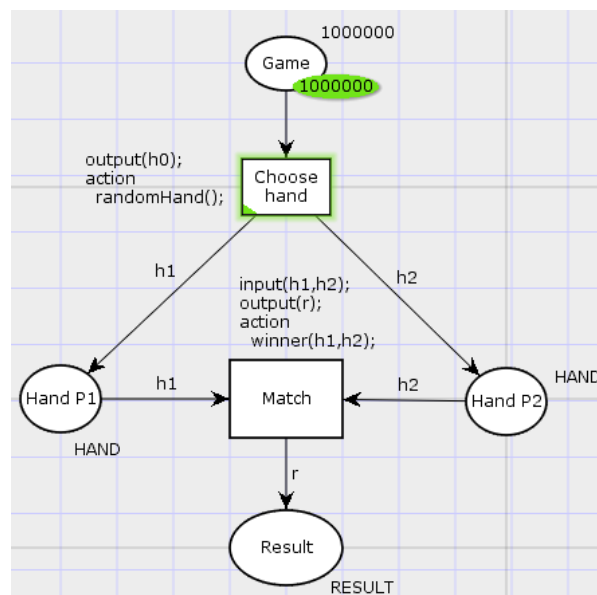 1000000
Game
1000000
output(h0);
action
randomHand();
Choose
hand
h1
h2
input(h1,h2);
output(r);
action
winner(h1,h2);
Hand P1
h1
Match
h2
Hand P2
HAND
HAND
r
Result
RESULT